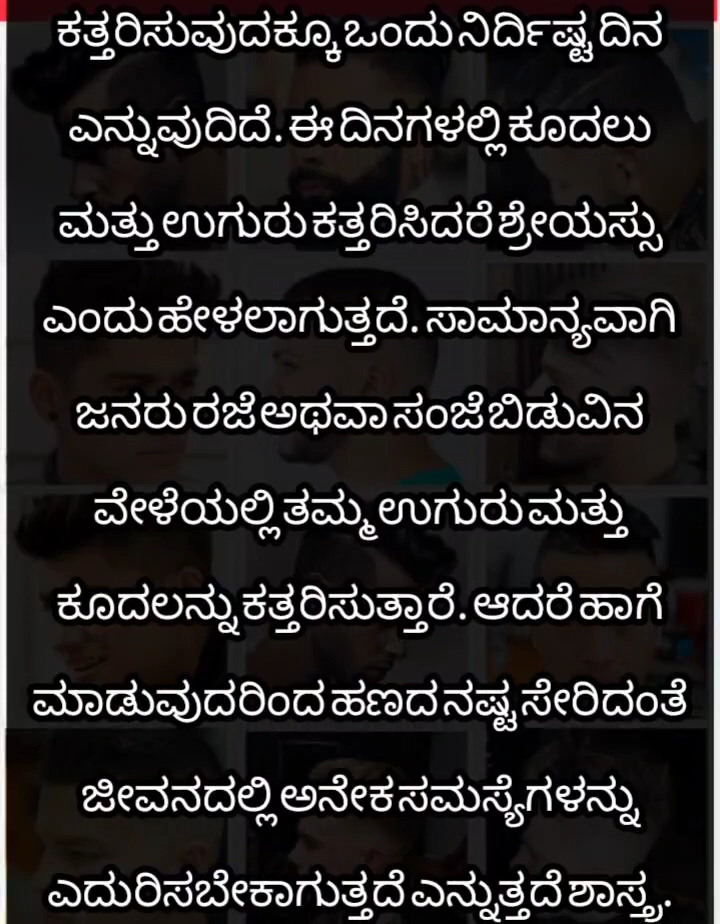 ಕತ್ತರಿಸುವುದಕ್ಕೂ ಒಂದು ನಿರ್ದಿಷ್ಟ ದಿನ
ಎನ್ನುವುದಿದೆ. ಈ ದಿನಗಳಲ್ಲಿ ಕೂದಲು
ಮತ್ತು ಉಗುರು ಕತ್ತರಿಸಿದರೆ ಶ್ರೇಯಸ್ಸು
ಎಂದು ಹೇಳಲಾಗುತ್ತದೆ. ಸಾಮಾನ್ಯವಾಗಿ
ಜನರು ರಜೆ ಅಥವಾ ಸಂಜೆ ಬಿಡುವಿನ
ವೇಳೆಯಲ್ಲಿ ತಮ್ಮ ಉಗುರು ಮತ್ತು
ಕೂದಲನ್ನು ಕತ್ತರಿಸುತ್ತಾರೆ. ಆದರೆ ಹಾಗೆ
ಮಾಡುವುದರಿಂದ ಹಣದ ನಷ್ಟ ಸೇರಿದಂತೆ
ಜೀವನದಲ್ಲಿ ಅನೇಕ ಸಮಸ್ಯೆಗಳನ್ನು
ಎದುರಿಸಬೇಕಾಗುತ್ತದೆ ಎನ್ನುತ್ತದೆ ಶಾಸ್ತ್ರ.